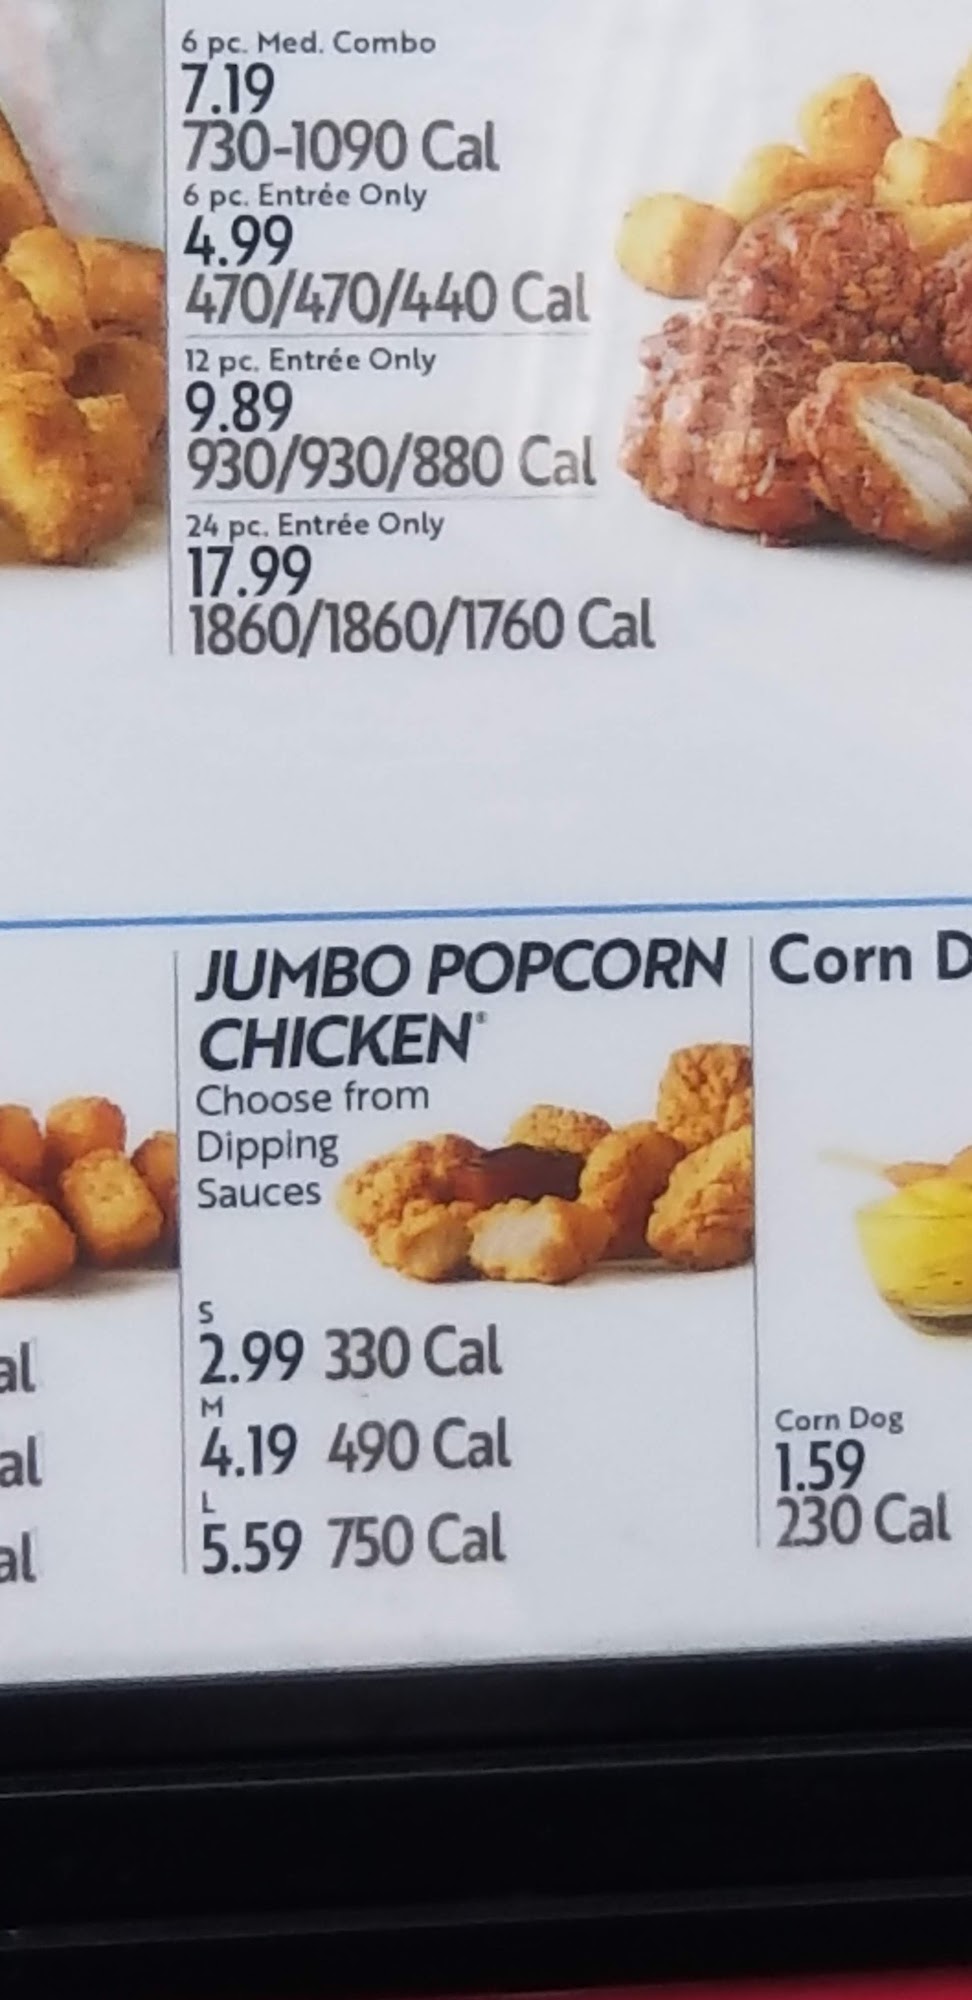 6 pc. Med. Combo
7.19
730-1090 Cal
6 pc. Entrée Only
4.99
470/470/440 Cal
12 pc. Entrée Only
9.89
930/930/880 Cal
24 pc. Entrée Only
17.99
1860/1860/1760 Cal
JUMBO POPCORN
CHICKEN®
Choose from
Dipping
Sauces
S
2.99 330 Cal
M
4.19 490 Cal
L
5.59 750 Cal
Corn D
Corn Dog
1.59
230 Cal
al
al
al